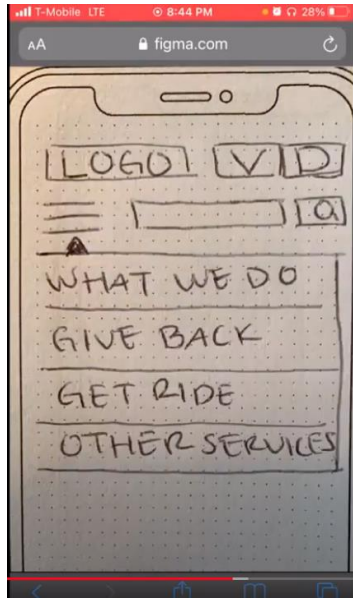 T-Mobile LTE 8:44 PM 28%
AA figma.com
LOGO V D
WHAT WE DO
GIVE BACK
GET RIDE
OTHER SERVICES